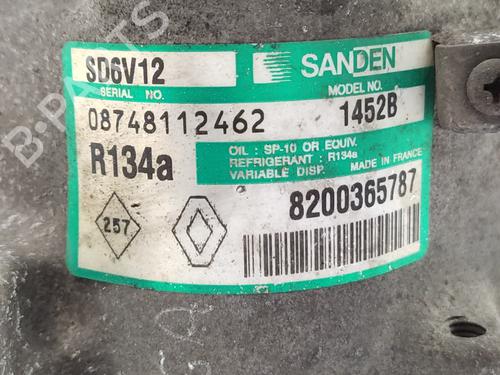 SD6V12
SANDEN
SERIAL NO.
MODEL NO.
08748112462
1452B
R134a
OIL : SP-10 OR EQUIV.
REFRIGERANT : R134a
VARIABLE DISP. MADE IN FRANCE
8200365787
257
B-PARTS